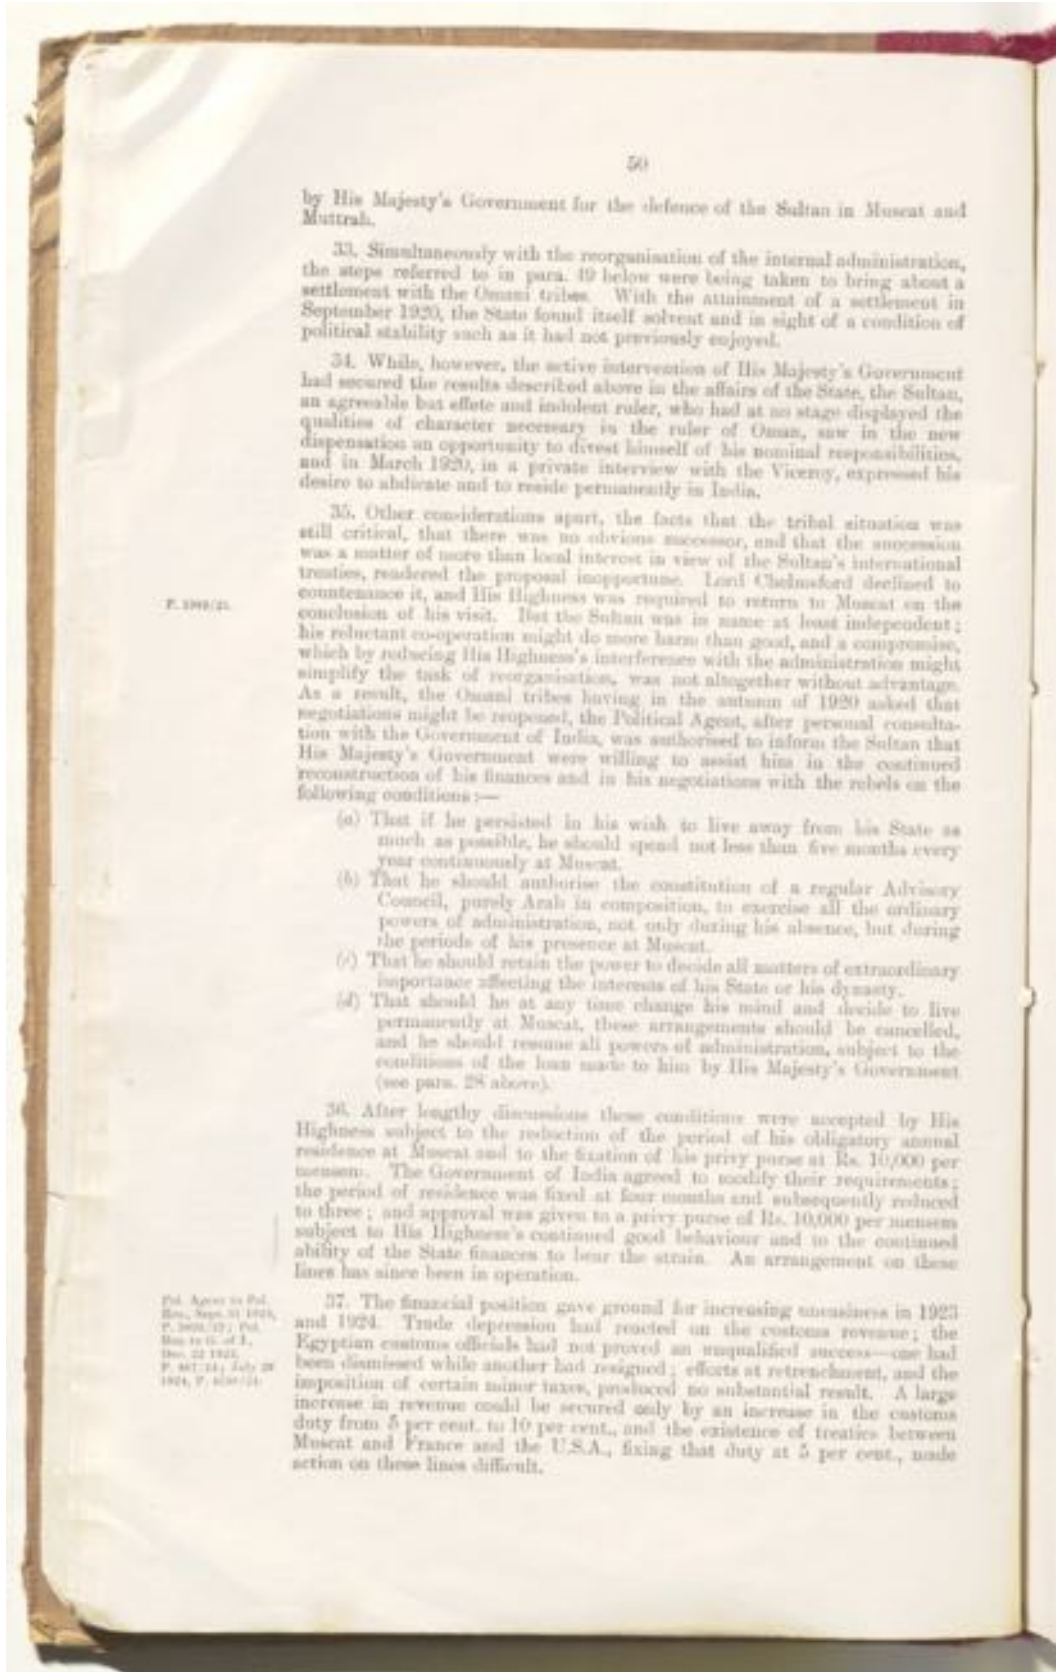 50
by His Majesty's Government for the defence of the Sultan in Muscat and
Muttrah.
33. Simultaneously with the reorganisation of the internal administration,
the steps referred to in para. 49 below were being taken to bring about a
settlement with the Omani tribes. With the attainment of a settlement in
September 1920, the State found itself solvent and in sight of a condition of
political stability such as it had not previously enjoyed.
34. While, however, the active intervention of His Majesty's Government
had secured the results described above in the affairs of the State, the Sultan,
an agreeable but effete and indolent ruler, who had at no stage displayed the
qualities of character necessary in the ruler of Oman, saw in the new
dispensation an opportunity to divest himself of his nominal responsibilities,
and in March 1920, in a private interview with the Viceroy, expressed his
desire to abdicate and to reside permanently in India.
35. Other considerations apart, the facts that the tribal situation was
still critical, that there was no obvious successor, and that the succession
was a matter of more than local interest in view of the Sultan's international
treaties, rendered the proposal inopportune. Lord Chelmsford declined to
countenance it, and His Highness was required to return to Muscat on the
conclusion of his visit. But the Sultan was in name at least independent;
his reluctant co-operation might do more harm than good, and a compromise,
which by reducing His Highness's interference with the administration might
simplify the task of reorganisation, was not altogether without advantage.
As a result, the Omani tribes having in the autumn of 1920 asked that
negotiations might be reopened, the Political Agent, after personal consulta-
tion with the Government of India, was authorised to inform the Sultan that
His Majesty's Government were willing to assist him in the continued
reconstruction of his finances and in his negotiations with the rebels on the
following conditions:—
(a) That if he persisted in his wish to live away from his State as
much as possible, he should spend not less than five months every
year continuously at Muscat.
(b) That he should authorise the constitution of a regular Advisory
Council, purely Arab in composition, to exercise all the ordinary
powers of administration, not only during his absence, but during
the periods of his presence at Muscat.
(c) That he should retain the power to decide all matters of extraordinary
importance affecting the interests of his State or his dynasty.
(d) That should he at any time change his mind and decide to live
permanently at Muscat, these arrangements should be cancelled,
and he should resume all powers of administration, subject to the
conditions of the loan made to him by His Majesty's Government
(see para. 28 above).
36. After lengthy discussions these conditions were accepted by His
Highness subject to the reduction of the period of his obligatory annual
residence at Muscat and to the fixation of his privy purse at Rs. 10,000 per
mensem. The Government of India agreed to modify their requirements;
the period of residence was fixed at four months and subsequently reduced
to three; and approval was given to a privy purse of Rs. 10,000 per mensem
subject to His Highness's continued good behaviour and to the continued
ability of the State finances to bear the strain. An arrangement on these
lines has since been in operation.
Pol. Agent to Pol.
Res., Sept.
Pol.
Res. to G. of I.,
37. The financial position gave ground for increasing uneasiness in 1923
and 1924. Trade depression had reacted on the customs revenue; the
Egyptian customs officials had not proved an unqualified success—one had
been dismissed while another had resigned; efforts at retrenchment, and the
imposition of certain minor taxes, produced no substantial result. A large
increase in revenue could be secured only by an increase in the customs
duty from 5 per cent. to 10 per cent., and the existence of treaties between
Muscat and France and the U.S.A., fixing that duty at 5 per cent., made
action on these lines difficult.